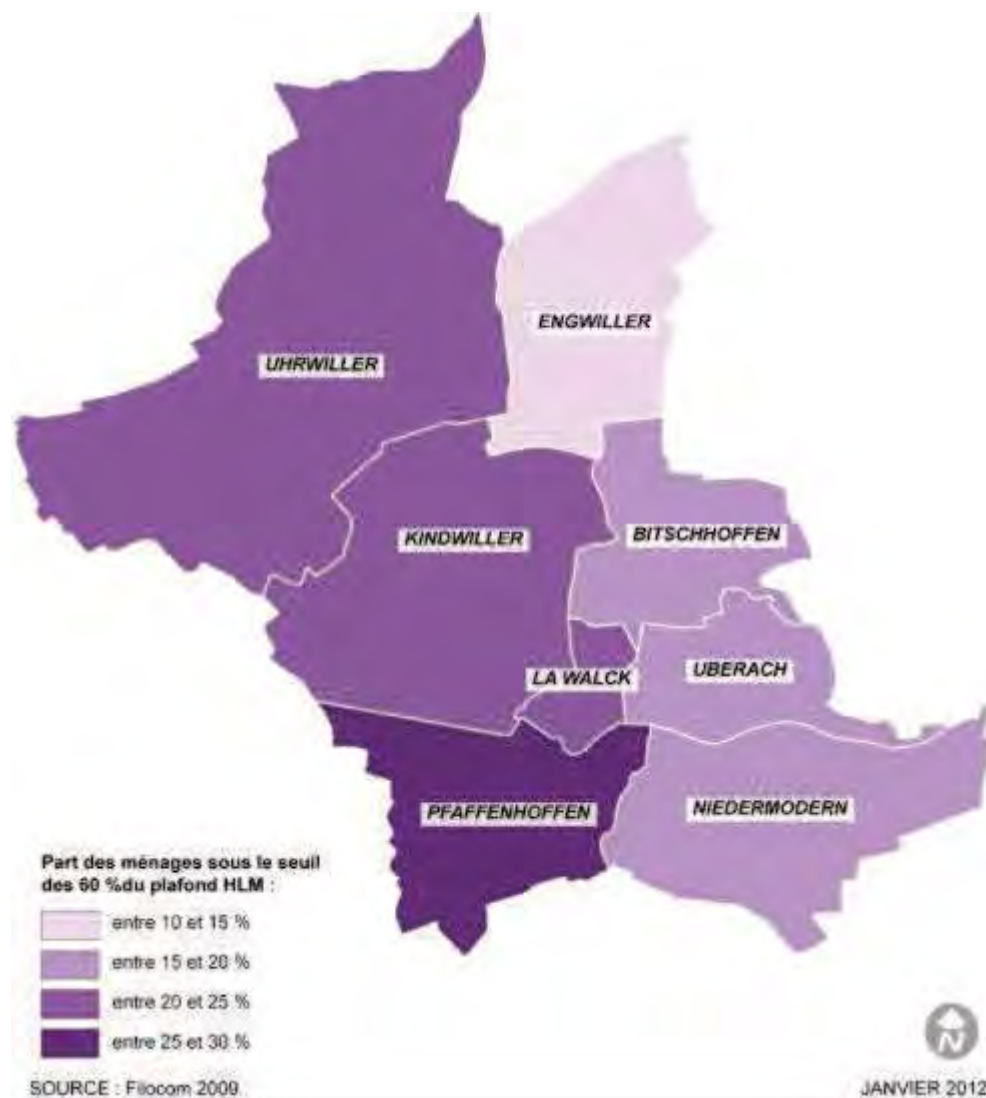 ENGWILLER
UHRWILLER
KINDWILLER
BITSCHHOFFEN
LA WALCK
UBERACH
PFAFFENHOFFEN
NIEDERMODERN
Part des ménages sous le seuil
des 60 %du plafond HLM :
entre 10 et 15 %
entre 15 et 20 %
entre 20 et 25 %
entre 25 et 30 %
N
SOURCE : Filocom 2009
JANVIER 2012